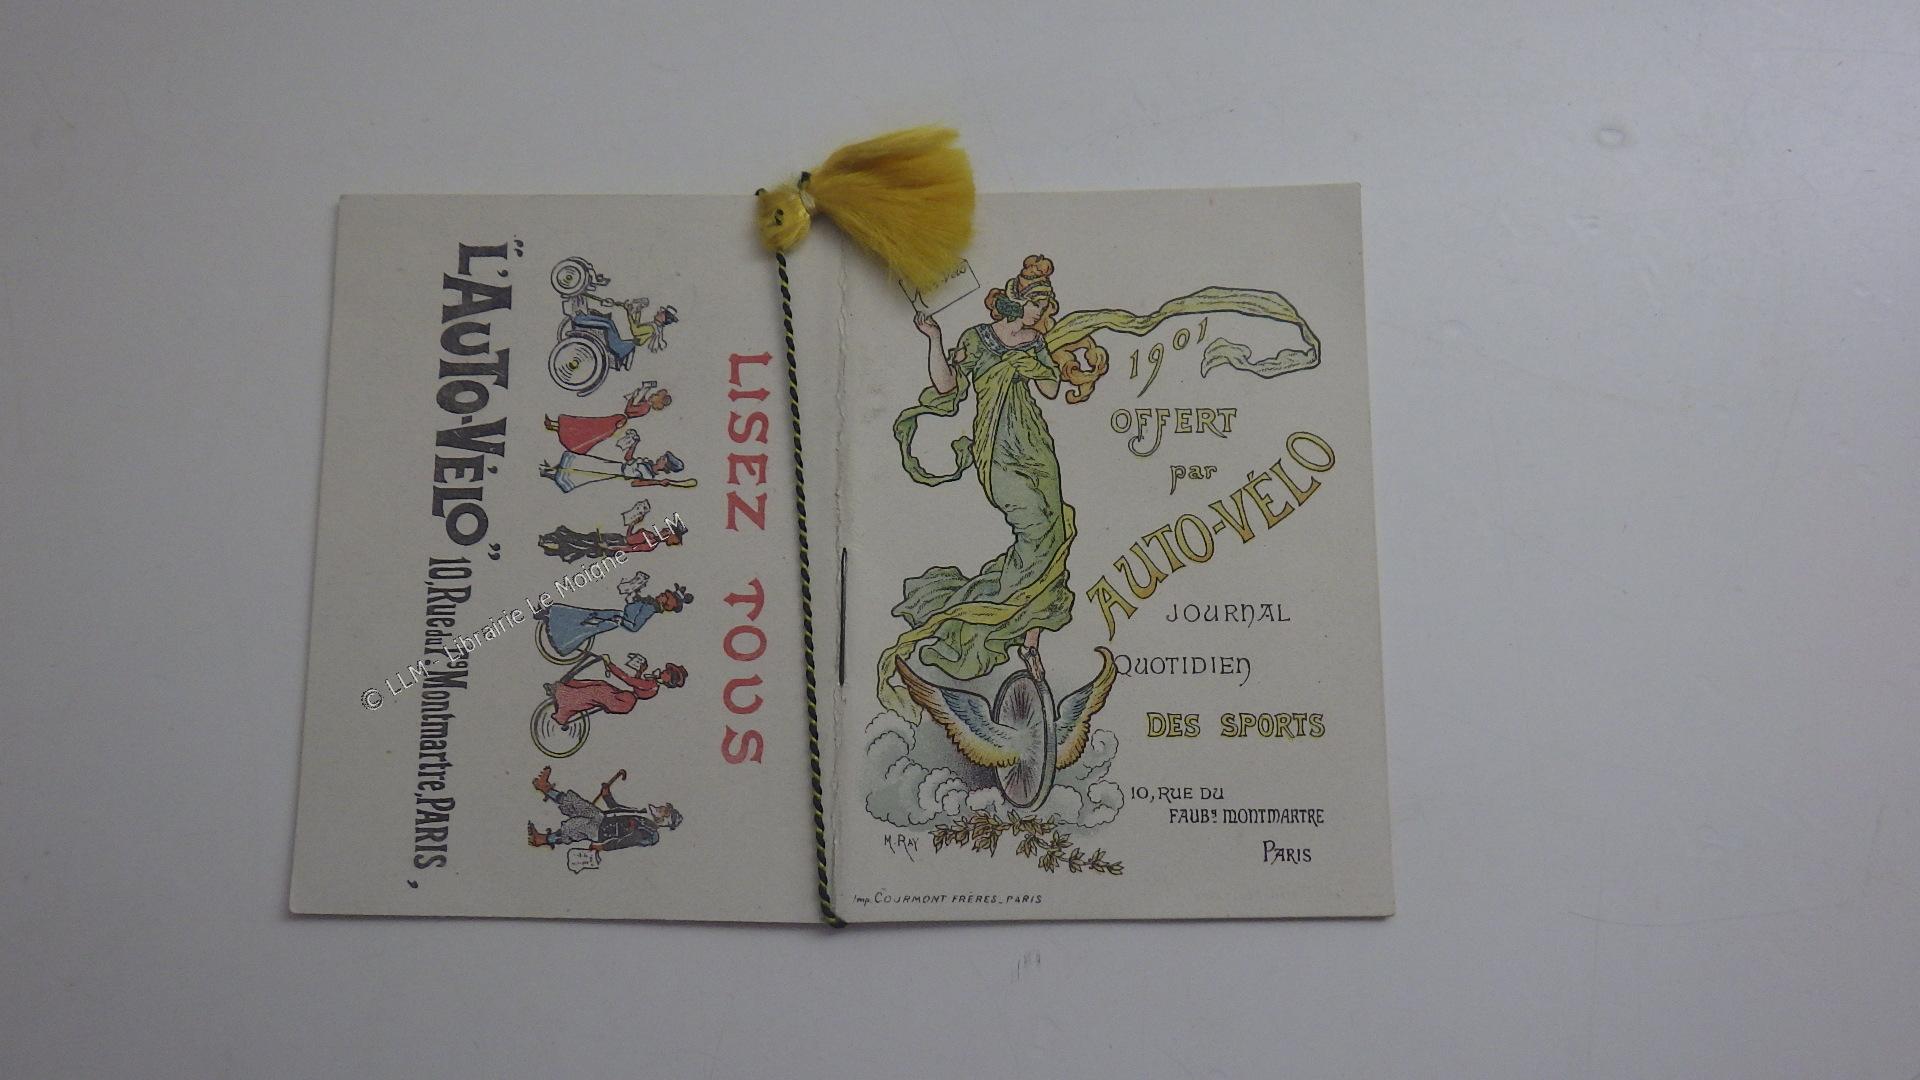 LISEZ TOUS
"L'AUTO-VÉLO" 10, Rue du F.bg Montmartre, PARIS,
1901
OFFERT
par
AUTO-VÉLO
JOURNAL
QUOTIDIEN
DES SPORTS
10, RUE DU
FAUBG MONTMARTRE
PARIS
M. RAY
Imp. COURMONT FRÈRES_PARIS
© LLM - Librairie Le Moigne - LLM